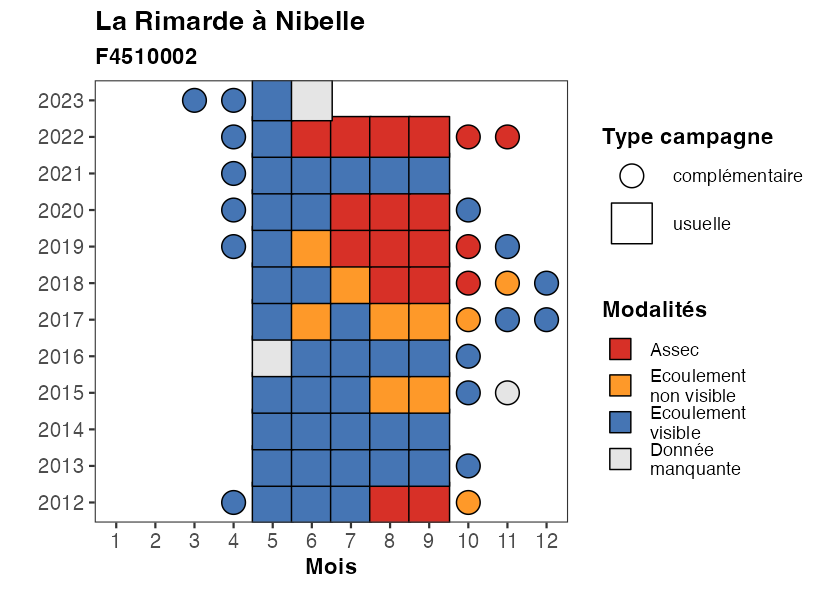 La Rimarde à Nibelle
F4510002
2023
2022
2021
2020
2019
2018
2017
2016
2015
2014
2013
2012
1 2 3 4 5 6 7 8 9 10 11 12
Mois
Type campagne
complémentaire
usuelle
Modalités
Assec
Ecoulement
non visible
Ecoulement
visible
Donnée
manquante